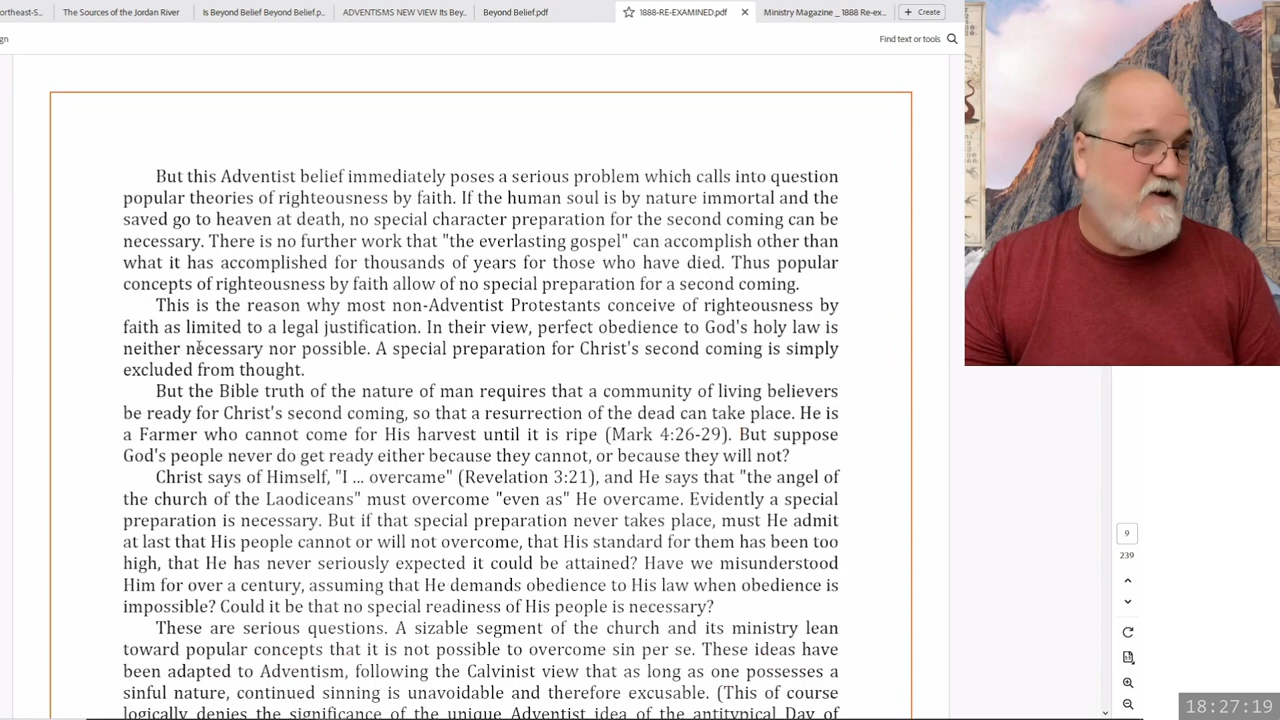 ortheast-S...
The Sources of the Jordan River
Is Beyond Belief Beyond Belief.p...
ADVENTISMS NEW VIEW Its Bey...
Beyond Belief.pdf
1888-RE-EXAMINED.pdf
Ministry Magazine _ 1888 Re-ex...
+ Create
gn
Find text or tools
But this Adventist belief immediately poses a serious problem which calls into question
popular theories of righteousness by faith. If the human soul is by nature immortal and the
saved go to heaven at death, no special character preparation for the second coming can be
necessary. There is no further work that "the everlasting gospel" can accomplish other than
what it has accomplished for thousands of years for those who have died. Thus popular
concepts of righteousness by faith allow of no special preparation for a second coming.
This is the reason why most non-Adventist Protestants conceive of righteousness by
faith as limited to a legal justification. In their view, perfect obedience to God's holy law is
neither necessary nor possible. A special preparation for Christ's second coming is simply
excluded from thought.
But the Bible truth of the nature of man requires that a community of living believers
be ready for Christ's second coming, so that a resurrection of the dead can take place. He is
a Farmer who cannot come for His harvest until it is ripe (Mark 4:26-29). But suppose
God's people never do get ready either because they cannot, or because they will not?
Christ says of Himself, "I ... overcame" (Revelation 3:21), and He says that "the angel of
the church of the Laodiceans" must overcome "even as" He overcame. Evidently a special
preparation is necessary. But if that special preparation never takes place, must He admit
at last that His people cannot or will not overcome, that His standard for them has been too
high, that He has never seriously expected it could be attained? Have we misunderstood
Him for over a century, assuming that He demands obedience to His law when obedience is
impossible? Could it be that no special readiness of His people is necessary?
These are serious questions. A sizable segment of the church and its ministry lean
toward popular concepts that it is not possible to overcome sin per se. These ideas have
been adapted to Adventism, following the Calvinist view that as long as one possesses a
sinful nature, continued sinning is unavoidable and therefore excusable. (This of course
logically denies the significance of the unique Adventist idea of the antitypical Day of
9
239
18:27:19